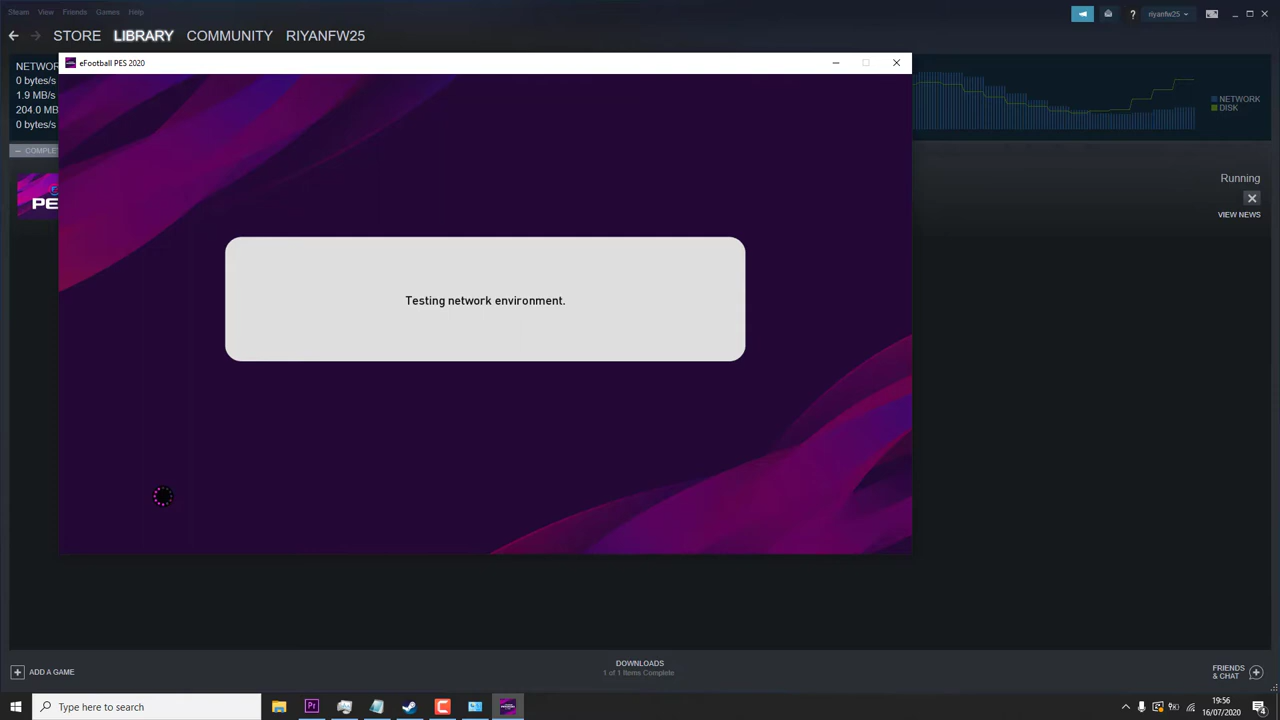 Steam View Friends Games Help
riyanfw25
STORE LIBRARY COMMUNITY RIYANFW25
eFootball PES 2020
NETWOR
0 bytes/s
1.9 MB/s
204.0 MB
0 bytes/s
NETWORK
DISK
COMPLE
PE
Running
VIEW NEWS
Testing network environment.
ADD A GAME
DOWNLOADS
1 of 1 Items Complete
FRIENDS
& CHAT
Type here to search
19:56
16/07/2020